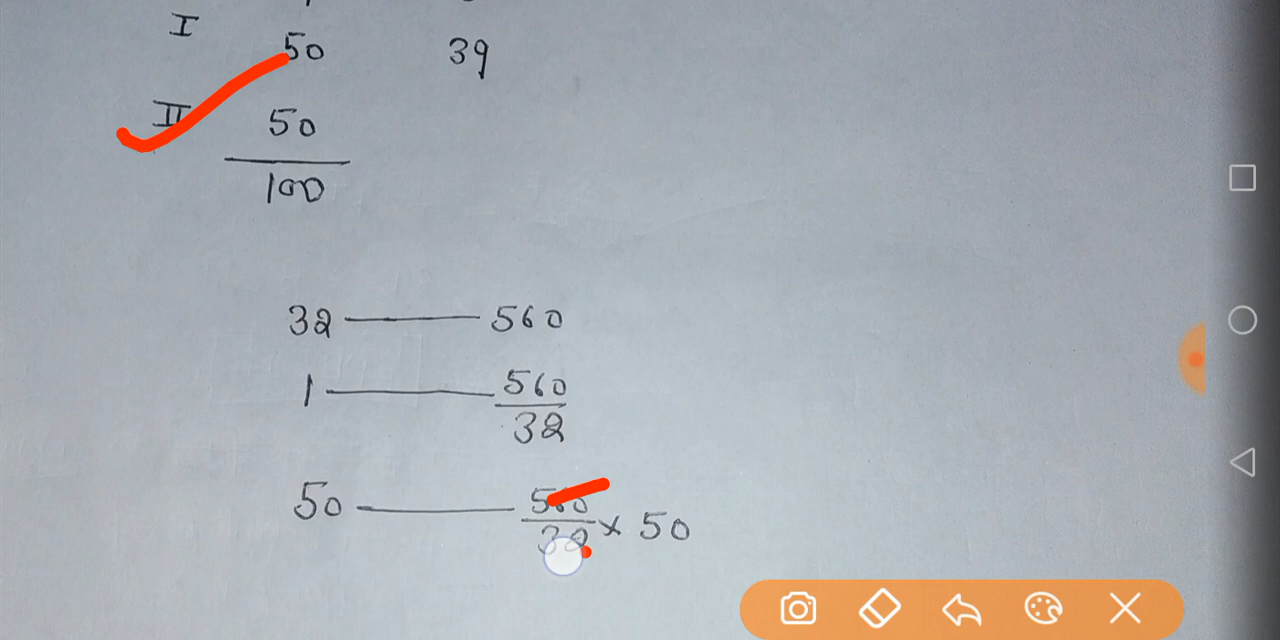 I 50 39
II 50
100
32 — 560
1 — 560/32
50 — 560/32 × 50